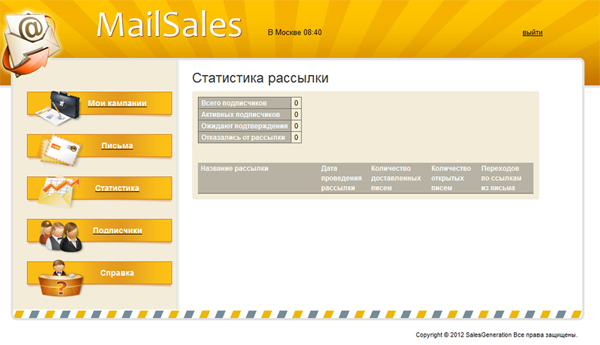 MailSales
В Москве 08:40
выйти
Мои кампании
Письма
Статистика
Подписчики
Справка
Статистика рассылки
Всего подписчиков 0
Активных подписчиков 0
Ожидают подтверждения 0
Отказались от рассылки 0
Название рассылки Дата проведения рассылки Количество доставленных писем Количество открытых писем Переходов по ссылкам из письма
Copyright © 2012 SalesGeneration Все права защищены.